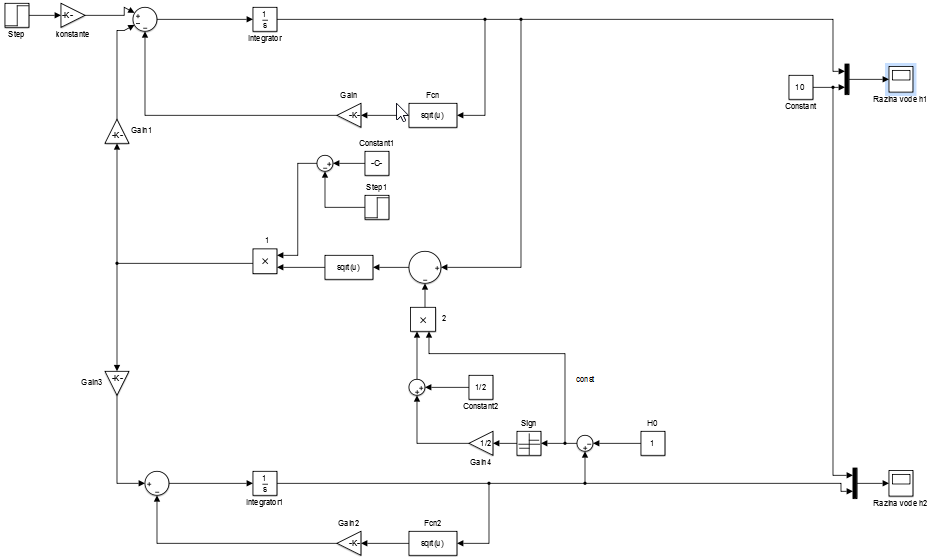 Step
-K-
konstante
1
s
Integrator
Gain
-K-
Fcn
sqrt(u)
10
Constant
Razina vode h1
-K-
Gain1
Constant1
-C-
Step1
1
×
sqrt(u)
×
2
const
1/2
Constant2
Gain3
-K-
1/2
Gain4
Sign
H0
1
1
s
Integrator1
Razina vode h2
Gain2
-K-
Fcn2
sqrt(u)